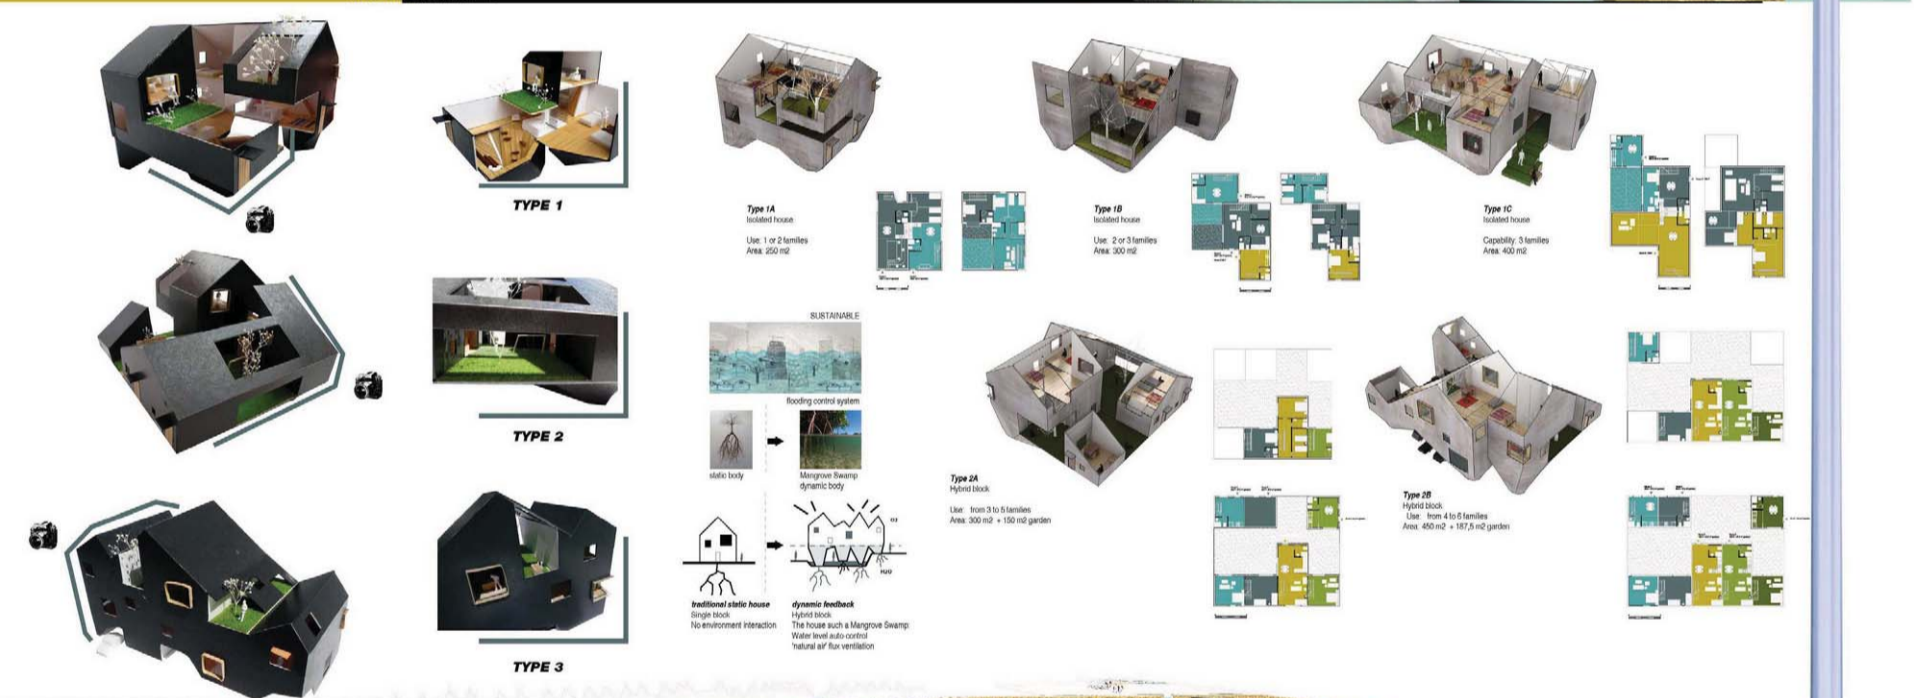 TYPE 1
TYPE 2
TYPE 3
Type 1A
Isolated house
Use: 1 or 2 families
Area: 250 m2
Type 1B
Isolated house
Use: 2 or 3 families
Area: 300 m2
Type 1C
Isolated house
Capability: 3 families
Area: 400 m2
SUSTAINABLE
flooding control system
static body
Mangrove Swamp
dynamic body
H2O
traditional static house
Single block
No environment interaction
dynamic feedback
Hybrid block
The house such a Mangrove Swamp
Water level auto control
'natural air' flux ventilation
Type 2A
Hybrid block
Use: from 3 to 5 families
Area: 300 m2 + 150 m2 garden
Type 2B
Hybrid block
Use: from 4 to 6 families
Area: 450 m2 + 187,5 m2 garden